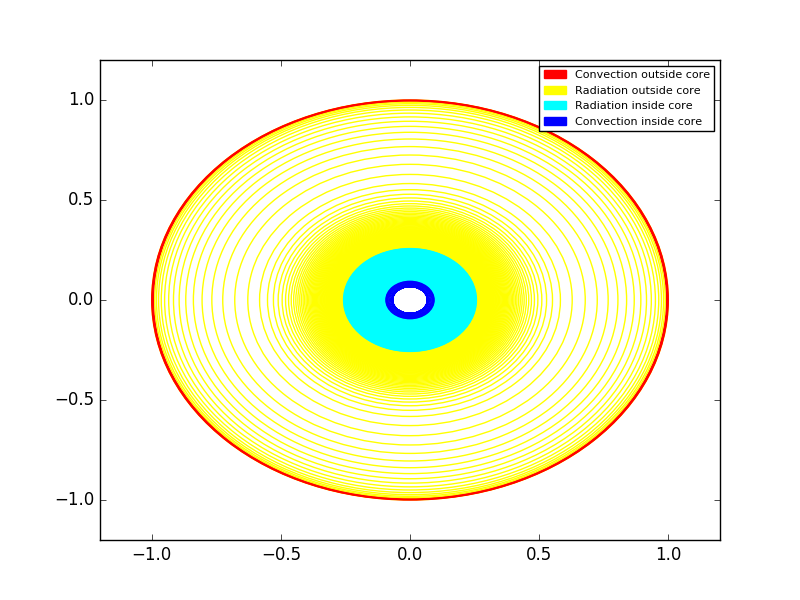 Convection outside core
Radiation outside core
Radiation inside core
Convection inside core
1.0
0.5
0.0
−0.5
−1.0
−1.0
−0.5
0.0
0.5
1.0